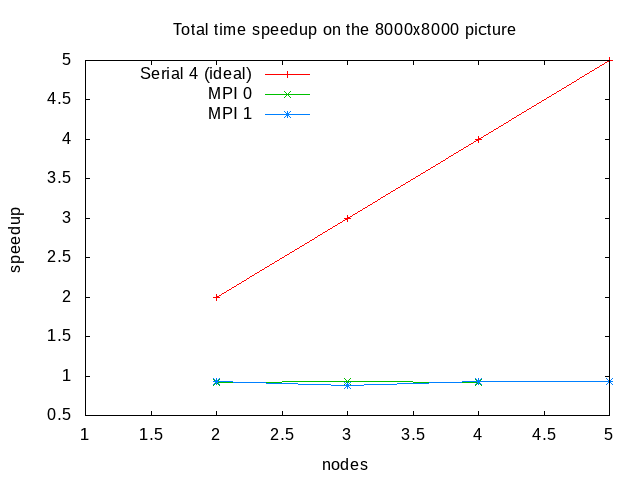 Total time speedup on the 8000x8000 picture
5
4.5
4
3.5
3
2.5
2
1.5
1
0.5
speedup
Serial 4 (ideal)
MPI 0
MPI 1
1 1.5 2 2.5 3 3.5 4 4.5 5
nodes